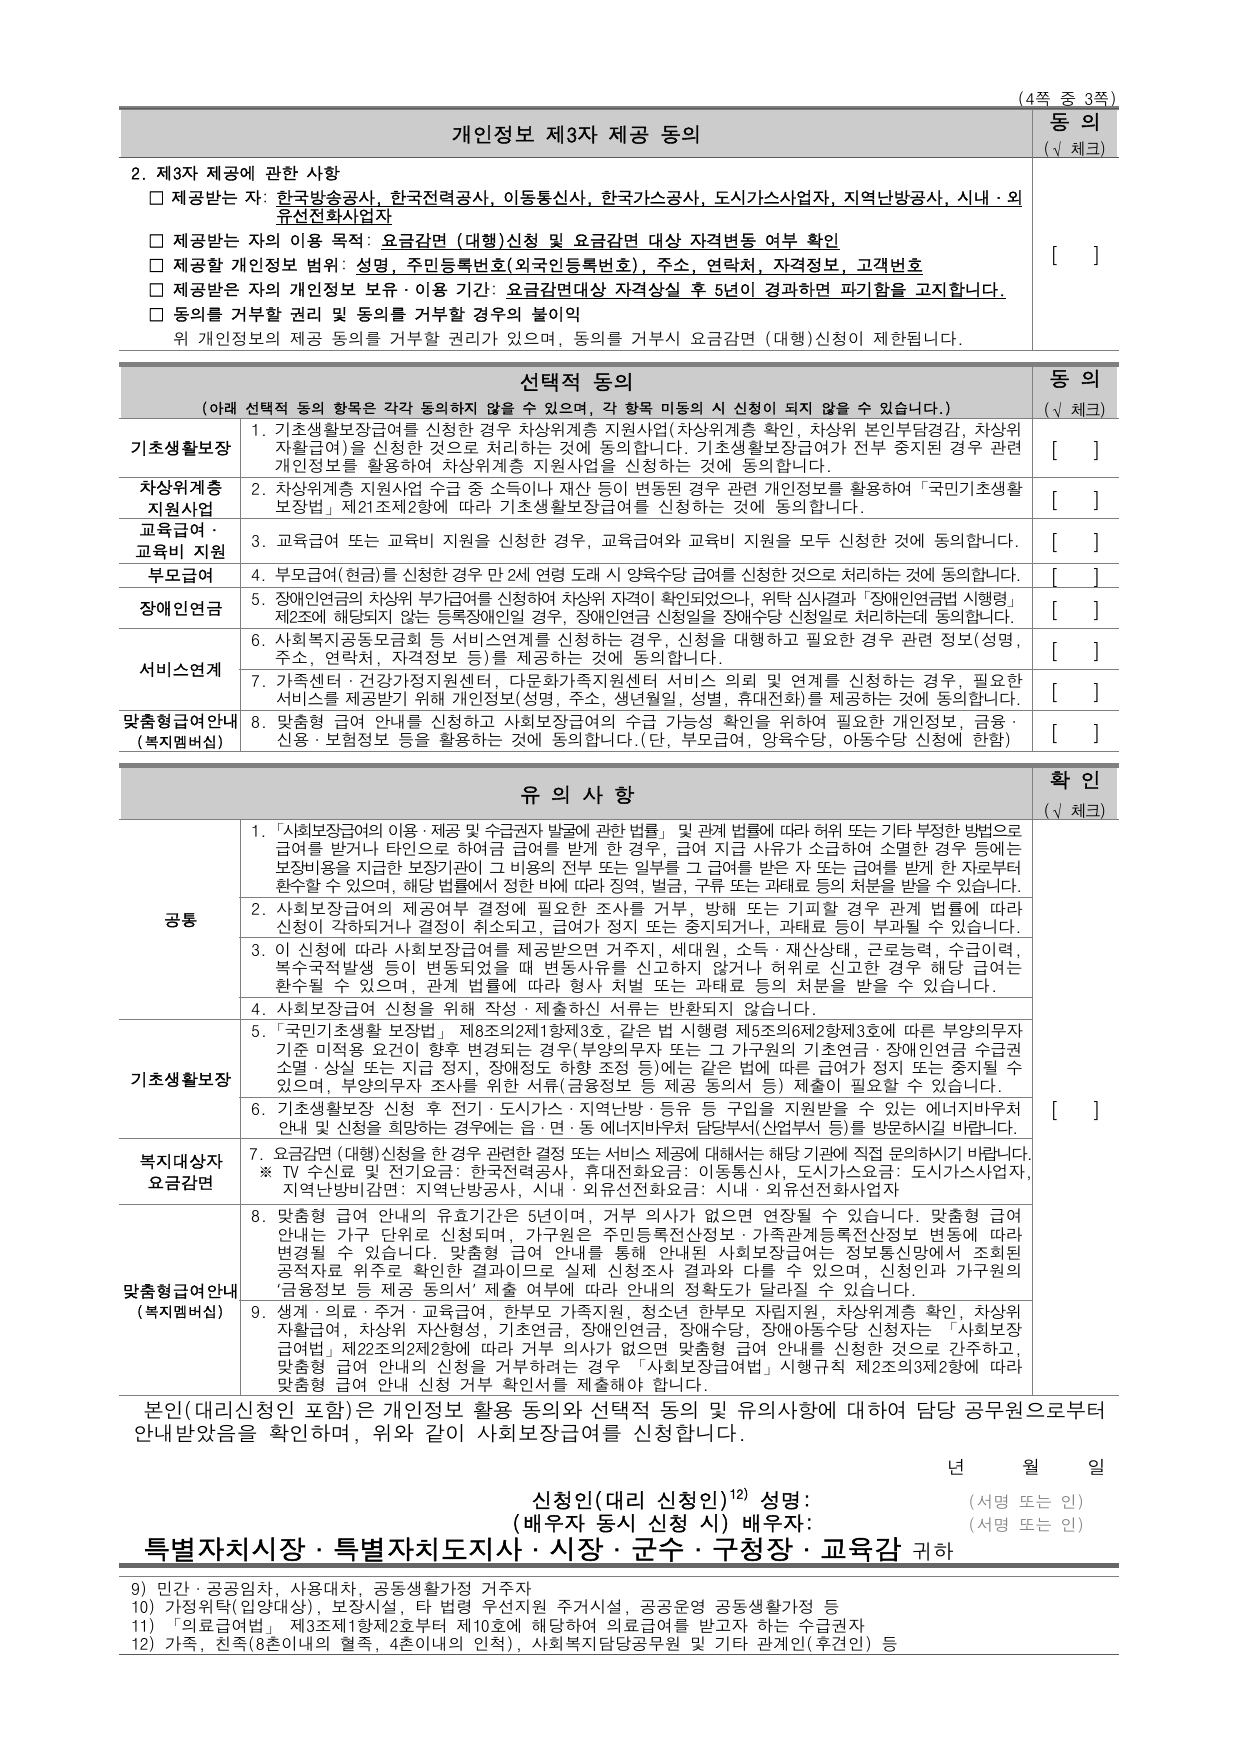 (4쪽 중 3쪽)
개인정보 제3자 제공 동의
동 의
(√ 체크)
2. 제3자 제공에 관한 사항
□ 제공받는 자: 한국방송공사, 한국전력공사, 이동통신사, 한국가스공사, 도시가스사업자, 지역난방공사, 시내·외
유선전화사업자
□ 제공받는 자의 이용 목적: 요금감면 (대행)신청 및 요금감면 대상 자격변동 여부 확인
□ 제공할 개인정보 범위: 성명, 주민등록번호(외국인등록번호), 주소, 연락처, 자격정보, 고객번호
□ 제공받은 자의 개인정보 보유·이용 기간: 요금감면대상 자격상실 후 5년이 경과하면 파기함을 고지합니다.
□ 동의를 거부할 권리 및 동의를 거부할 경우의 불이익
위 개인정보의 제공 동의를 거부할 권리가 있으며, 동의를 거부시 요금감면 (대행)신청이 제한됩니다.
[ ]
선택적 동의
(아래 선택적 동의 항목은 각각 동의하지 않을 수 있으며, 각 항목 미동의 시 신청이 되지 않을 수 있습니다.)
동 의
(√ 체크)
기초생활보장
1. 기초생활보장급여를 신청한 경우 차상위계층 지원사업(차상위계층 확인, 차상위 본인부담경감, 차상위
자활급여)을 신청한 것으로 처리하는 것에 동의합니다. 기초생활보장급여가 전부 중지된 경우 관련
개인정보를 활용하여 차상위계층 지원사업을 신청하는 것에 동의합니다.
[ ]
차상위계층
지원사업
2. 차상위계층 지원사업 수급 중 소득이나 재산 등이 변동된 경우 관련 개인정보를 활용하여「국민기초생활
보장법」제21조제2항에 따라 기초생활보장급여를 신청하는 것에 동의합니다.
[ ]
교육급여·
교육비 지원
3. 교육급여 또는 교육비 지원을 신청한 경우, 교육급여와 교육비 지원을 모두 신청한 것에 동의합니다.
[ ]
부모급여
4. 부모급여(현금)를 신청한 경우 만 2세 연령 도래 시 양육수당 급여를 신청한 것으로 처리하는 것에 동의합니다.
[ ]
장애인연금
5. 장애인연금의 차상위 부가급여를 신청하여 차상위 자격이 확인되었으나, 위탁 심사결과「장애인연금법 시행령」
제2조에 해당되지 않는 등록장애인일 경우, 장애인연금 신청일을 장애수당 신청일로 처리하는데 동의합니다.
[ ]
서비스연계
6. 사회복지공동모금회 등 서비스연계를 신청하는 경우, 신청을 대행하고 필요한 경우 관련 정보(성명,
주소, 연락처, 자격정보 등)를 제공하는 것에 동의합니다.
[ ]
7. 가족센터·건강가정지원센터, 다문화가족지원센터 서비스 의뢰 및 연계를 신청하는 경우, 필요한
서비스를 제공받기 위해 개인정보(성명, 주소, 생년월일, 성별, 휴대전화)를 제공하는 것에 동의합니다.
[ ]
맞춤형급여안내
(복지멤버십)
8. 맞춤형 급여 안내를 신청하고 사회보장급여의 수급 가능성 확인을 위하여 필요한 개인정보, 금융·
신용·보험정보 등을 활용하는 것에 동의합니다.(단, 부모급여, 앙육수당, 아동수당 신청에 한함)
[ ]
유 의 사 항
확 인
(√ 체크)
공통
1.「사회보장급여의 이용·제공 및 수급권자 발굴에 관한 법률」 및 관계 법률에 따라 허위 또는 기타 부정한 방법으로
급여를 받거나 타인으로 하여금 급여를 받게 한 경우, 급여 지급 사유가 소급하여 소멸한 경우 등에는
보장비용을 지급한 보장기관이 그 비용의 전부 또는 일부를 그 급여를 받은 자 또는 급여를 받게 한 자로부터
환수할 수 있으며, 해당 법률에서 정한 바에 따라 징역, 벌금, 구류 또는 과태료 등의 처분을 받을 수 있습니다.
2. 사회보장급여의 제공여부 결정에 필요한 조사를 거부, 방해 또는 기피할 경우 관계 법률에 따라
신청이 각하되거나 결정이 취소되고, 급여가 정지 또는 중지되거나, 과태료 등이 부과될 수 있습니다.
3. 이 신청에 따라 사회보장급여를 제공받으면 거주지, 세대원, 소득·재산상태, 근로능력, 수급이력,
복수국적발생 등이 변동되었을 때 변동사유를 신고하지 않거나 허위로 신고한 경우 해당 급여는
환수될 수 있으며, 관계 법률에 따라 형사 처벌 또는 과태료 등의 처분을 받을 수 있습니다.
4. 사회보장급여 신청을 위해 작성·제출하신 서류는 반환되지 않습니다.
기초생활보장
5.「국민기초생활 보장법」 제8조의2제1항제3호, 같은 법 시행령 제5조의6제2항제3호에 따른 부양의무자
기준 미적용 요건이 향후 변경되는 경우(부양의무자 또는 그 가구원의 기초연금·장애인연금 수급권
소멸·상실 또는 지급 정지, 장애정도 하향 조정 등)에는 같은 법에 따른 급여가 정지 또는 중지될 수
있으며, 부양의무자 조사를 위한 서류(금융정보 등 제공 동의서 등) 제출이 필요할 수 있습니다.
6. 기초생활보장 신청 후 전기·도시가스·지역난방·등유 등 구입을 지원받을 수 있는 에너지바우처
안내 및 신청을 희망하는 경우에는 읍·면·동 에너지바우처 담당부서(산업부서 등)를 방문하시길 바랍니다.
[ ]
복지대상자
요금감면
7. 요금감면 (대행)신청을 한 경우 관련한 결정 또는 서비스 제공에 대해서는 해당 기관에 직접 문의하시기 바랍니다.
※ TV 수신료 및 전기요금: 한국전력공사, 휴대전화요금: 이동통신사, 도시가스요금: 도시가스사업자,
지역난방비감면: 지역난방공사, 시내·외유선전화요금: 시내·외유선전화사업자
맞춤형급여안내
(복지멤버십)
8. 맞춤형 급여 안내의 유효기간은 5년이며, 거부 의사가 없으면 연장될 수 있습니다. 맞춤형 급여
안내는 가구 단위로 신청되며, 가구원은 주민등록전산정보·가족관계등록전산정보 변동에 따라
변경될 수 있습니다. 맞춤형 급여 안내를 통해 안내된 사회보장급여는 정보통신망에서 조회된
공적자료 위주로 확인한 결과이므로 실제 신청조사 결과와 다를 수 있으며, 신청인과 가구원의
'금융정보 등 제공 동의서' 제출 여부에 따라 안내의 정확도가 달라질 수 있습니다.
9. 생계·의료·주거·교육급여, 한부모 가족지원, 청소년 한부모 자립지원, 차상위계층 확인, 차상위
자활급여, 차상위 자산형성, 기초연금, 장애인연금, 장애수당, 장애아동수당 신청자는 「사회보장
급여법」제22조의2제2항에 따라 거부 의사가 없으면 맞춤형 급여 안내를 신청한 것으로 간주하고,
맞춤형 급여 안내의 신청을 거부하려는 경우 「사회보장급여법」시행규칙 제2조의3제2항에 따라
맞춤형 급여 안내 신청 거부 확인서를 제출해야 합니다.
본인(대리신청인 포함)은 개인정보 활용 동의와 선택적 동의 및 유의사항에 대하여 담당 공무원으로부터
안내받았음을 확인하며, 위와 같이 사회보장급여를 신청합니다.
년 월 일
신청인(대리 신청인)12) 성명: (서명 또는 인)
(배우자 동시 신청 시) 배우자: (서명 또는 인)
특별자치시장·특별자치도지사·시장·군수·구청장·교육감 귀하
9) 민간·공공임차, 사용대차, 공동생활가정 거주자
10) 가정위탁(입양대상), 보장시설, 타 법령 우선지원 주거시설, 공공운영 공동생활가정 등
11) 「의료급여법」 제3조제1항제2호부터 제10호에 해당하여 의료급여를 받고자 하는 수급권자
12) 가족, 친족(8촌이내의 혈족, 4촌이내의 인척), 사회복지담당공무원 및 기타 관계인(후견인) 등